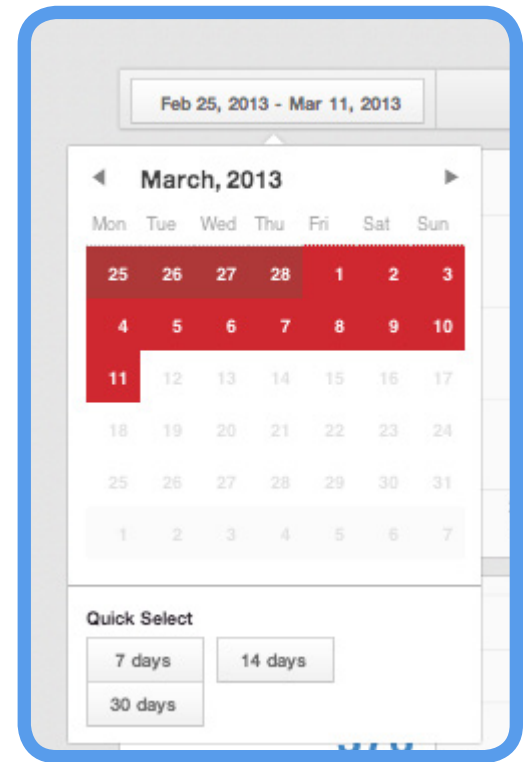 Feb 25, 2013 - Mar 11, 2013
March, 2013
Mon Tue Wed Thu Fri Sat Sun
25 26 27 28 1 2 3
4 5 6 7 8 9 10
11 12 13 14 15 16 17
18 19 20 21 22 23 24
25 26 27 28 29 30 31
1 2 3 4 5 6 7
Quick Select
7 days 14 days
30 days